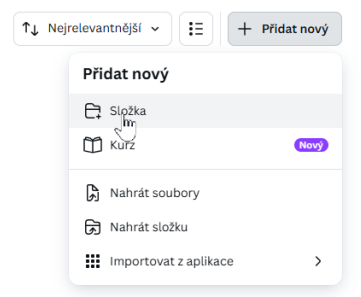 Nejrelevantnější
Přidat nový
Přidat nový
Složka
Kurz
Nový
Nahrát soubory
Nahrát složku
Importovat z aplikace